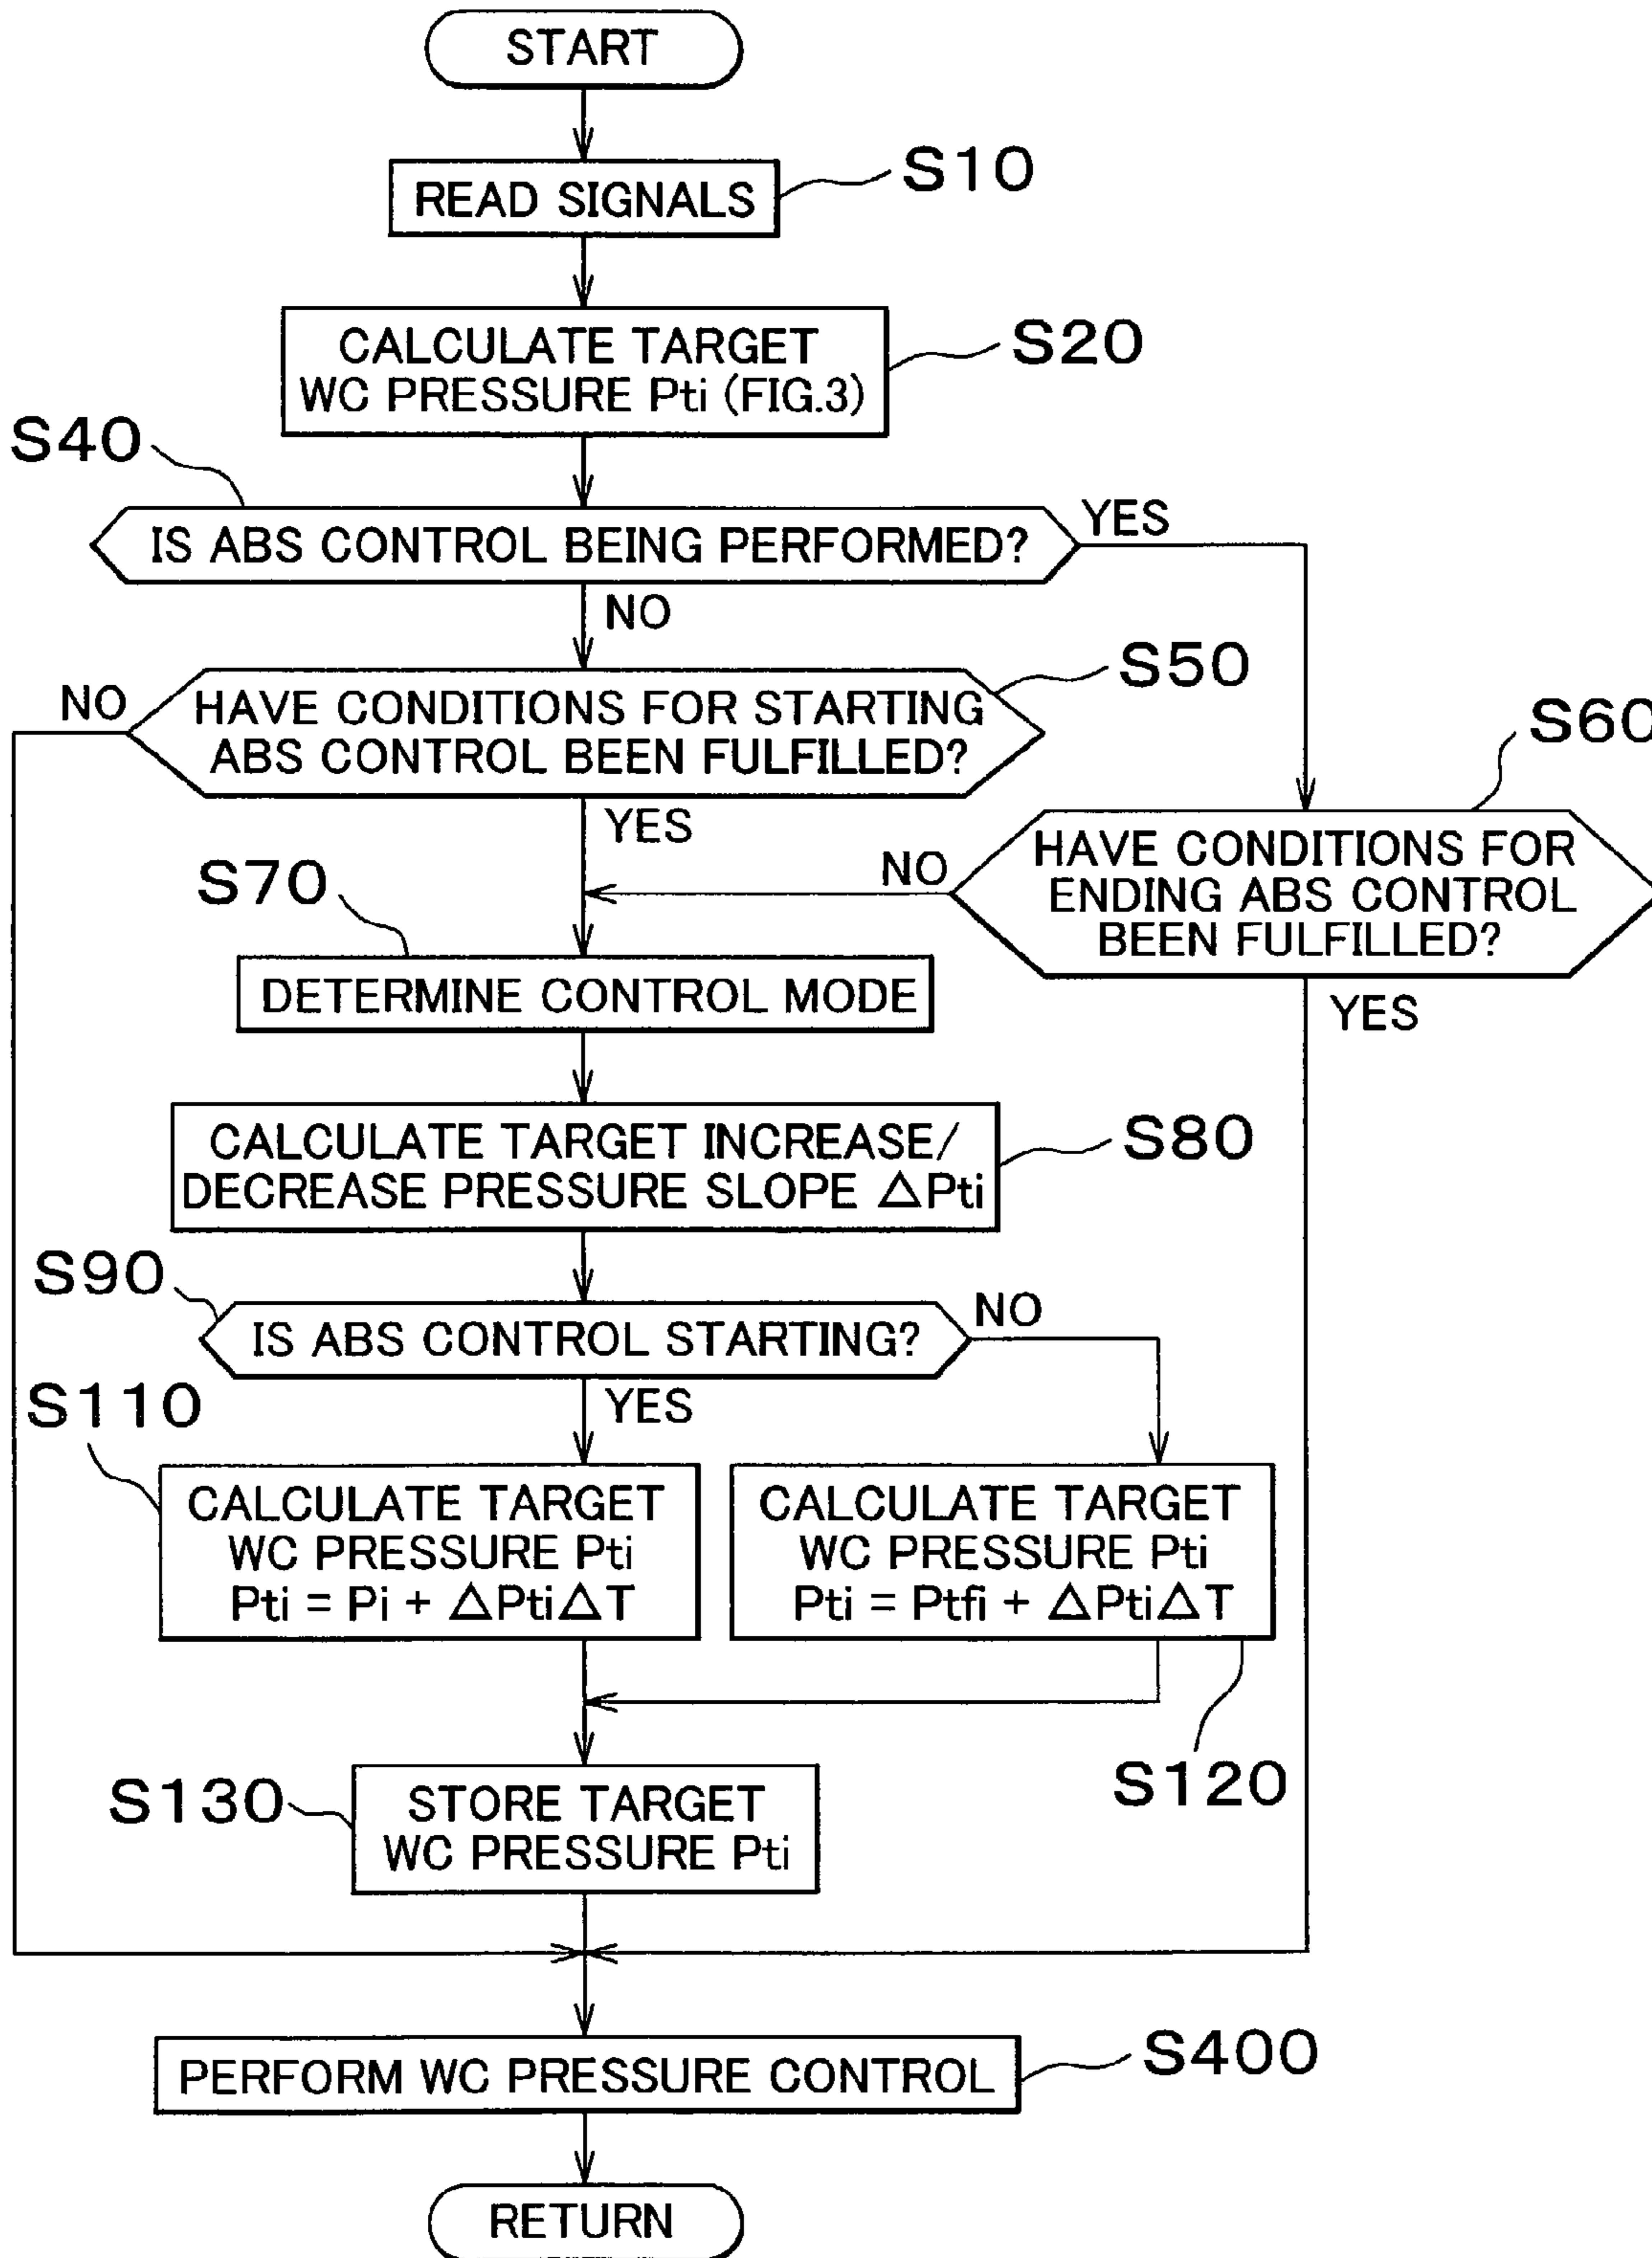 START
READ SIGNALS
S10
CALCULATE TARGET
WC PRESSURE Pti (FIG.3)
S20
S40
IS ABS CONTROL BEING PERFORMED?
YES
NO
HAVE CONDITIONS FOR STARTING
ABS CONTROL BEEN FULFILLED?
S50
NO
YES
S60
HAVE CONDITIONS FOR
ENDING ABS CONTROL
BEEN FULFILLED?
NO
YES
S70
DETERMINE CONTROL MODE
CALCULATE TARGET INCREASE/
DECREASE PRESSURE SLOPE △Pti
S80
S90
IS ABS CONTROL STARTING?
NO
YES
S110
CALCULATE TARGET
WC PRESSURE Pti
Pti = Pi + △Pti△T
CALCULATE TARGET
WC PRESSURE Pti
Pti = Ptfi + △Pti△T
S120
S130
STORE TARGET
WC PRESSURE Pti
PERFORM WC PRESSURE CONTROL
S400
RETURN